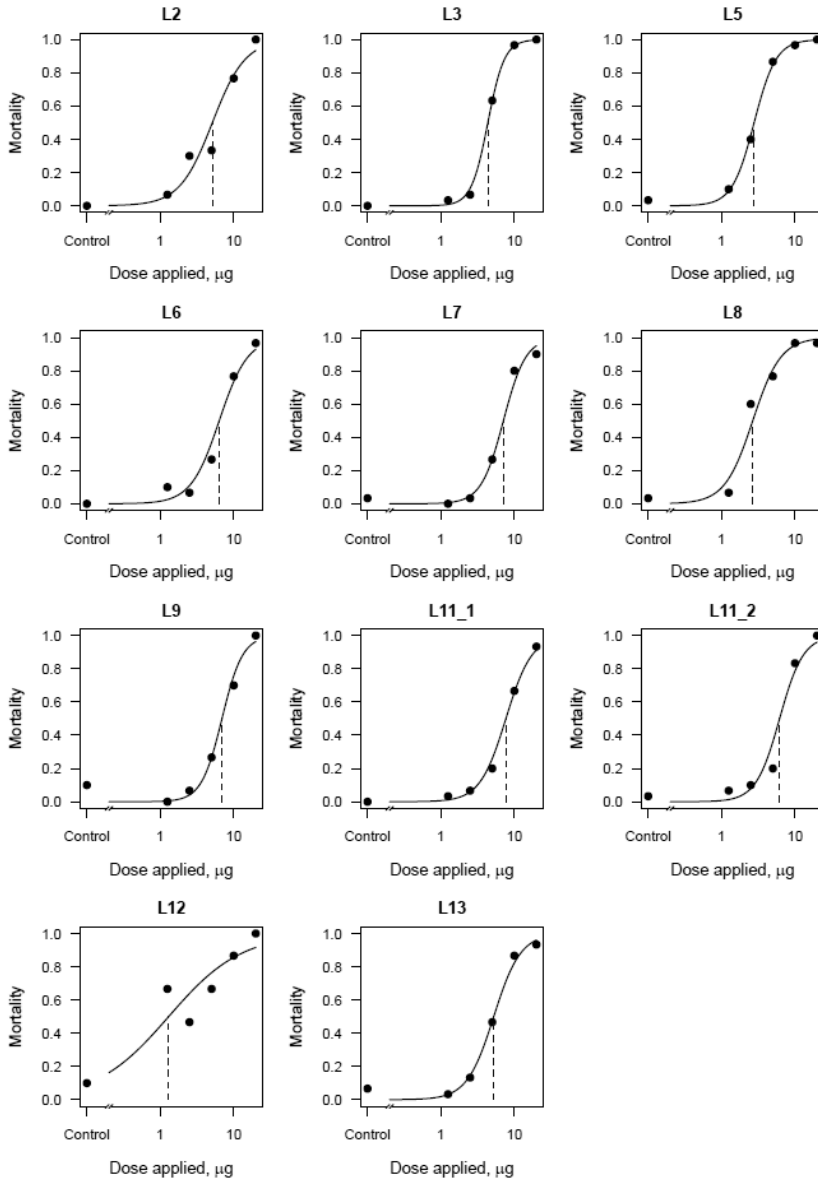 L2 L3 L5
Mortality Mortality Mortality
1.0 1.0 1.0
0.8 0.8 0.8
0.6 0.6 0.6
0.4 0.4 0.4
0.2 0.2 0.2
0.0 0.0 0.0
Control 1 10 Control 1 10 Control 1 10
Dose applied, μg Dose applied, μg Dose applied, μg
L6 L7 L8
Mortality Mortality Mortality
1.0 1.0 1.0
0.8 0.8 0.8
0.6 0.6 0.6
0.4 0.4 0.4
0.2 0.2 0.2
0.0 0.0 0.0
Control 1 10 Control 1 10 Control 1 10
Dose applied, μg Dose applied, μg Dose applied, μg
L9 L11_1 L11_2
Mortality Mortality Mortality
1.0 1.0 1.0
0.8 0.8 0.8
0.6 0.6 0.6
0.4 0.4 0.4
0.2 0.2 0.2
0.0 0.0 0.0
Control 1 10 Control 1 10 Control 1 10
Dose applied, μg Dose applied, μg Dose applied, μg
L12 L13
Mortality Mortality
1.0 1.0
0.8 0.8
0.6 0.6
0.4 0.4
0.2 0.2
0.0 0.0
Control 1 10 Control 1 10
Dose applied, μg Dose applied, μg